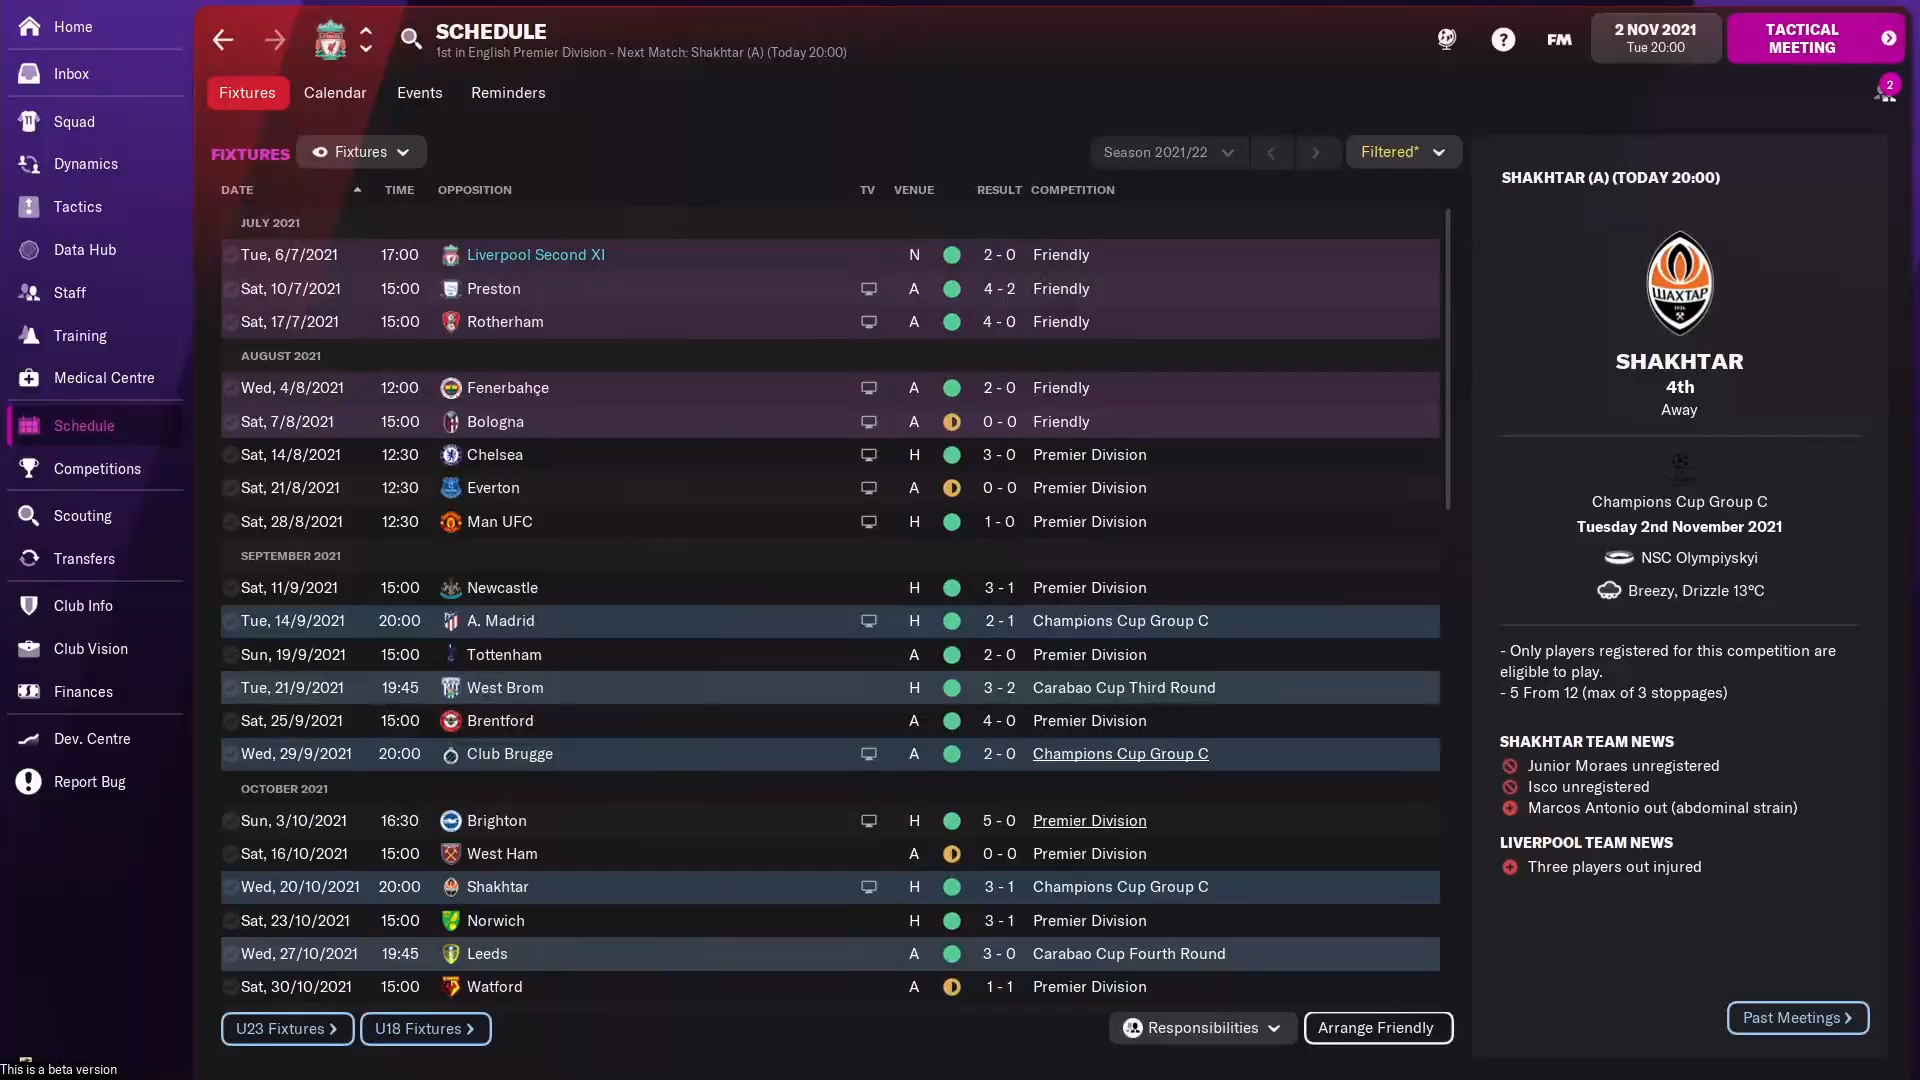 Home
Inbox
Squad
Dynamics
Tactics
Data Hub
Staff
Training
Medical Centre
Schedule
Competitions
Scouting
Transfers
Club Info
Club Vision
Finances
Dev. Centre
Report Bug
This is a beta version
SCHEDULE
1st in English Premier Division - Next Match: Shakhtar (A) (Today 20:00)
? FM
2 NOV 2021
Tue 20:00
TACTICAL
MEETING
Fixtures Calendar Events Reminders
2
FIXTURES Fixtures Season 2021/22 Filtered*
DATE TIME OPPOSITION TV VENUE RESULT COMPETITION
JULY 2021
Tue, 6/7/2021 17:00 Liverpool Second XI N 2 - 0 Friendly
Sat, 10/7/2021 15:00 Preston A 4 - 2 Friendly
Sat, 17/7/2021 15:00 Rotherham A 4 - 0 Friendly
AUGUST 2021
Wed, 4/8/2021 12:00 Fenerbahçe A 2 - 0 Friendly
Sat, 7/8/2021 15:00 Bologna A 0 - 0 Friendly
Sat, 14/8/2021 12:30 Chelsea H 3 - 0 Premier Division
Sat, 21/8/2021 12:30 Everton A 0 - 0 Premier Division
Sat, 28/8/2021 12:30 Man UFC H 1 - 0 Premier Division
SEPTEMBER 2021
Sat, 11/9/2021 15:00 Newcastle H 3 - 1 Premier Division
Tue, 14/9/2021 20:00 A. Madrid H 2 - 1 Champions Cup Group C
Sun, 19/9/2021 15:00 Tottenham A 2 - 0 Premier Division
Tue, 21/9/2021 19:45 West Brom H 3 - 2 Carabao Cup Third Round
Sat, 25/9/2021 15:00 Brentford A 4 - 0 Premier Division
Wed, 29/9/2021 20:00 Club Brugge A 2 - 0 Champions Cup Group C
OCTOBER 2021
Sun, 3/10/2021 16:30 Brighton H 5 - 0 Premier Division
Sat, 16/10/2021 15:00 West Ham A 0 - 0 Premier Division
Wed, 20/10/2021 20:00 Shakhtar H 3 - 1 Champions Cup Group C
Sat, 23/10/2021 15:00 Norwich H 3 - 1 Premier Division
Wed, 27/10/2021 19:45 Leeds A 3 - 0 Carabao Cup Fourth Round
Sat, 30/10/2021 15:00 Watford A 1 - 1 Premier Division
U23 Fixtures U18 Fixtures Responsibilities Arrange Friendly
SHAKHTAR (A) (TODAY 20:00)
ШАХТАР
1936
SHAKHTAR
4th
Away
Champions Cup Group C
Tuesday 2nd November 2021
NSC Olympiyskyi
Breezy, Drizzle 13°C
- Only players registered for this competition are
eligible to play.
- 5 From 12 (max of 3 stoppages)
SHAKHTAR TEAM NEWS
Junior Moraes unregistered
Isco unregistered
Marcos Antonio out (abdominal strain)
LIVERPOOL TEAM NEWS
Three players out injured
Past Meetings